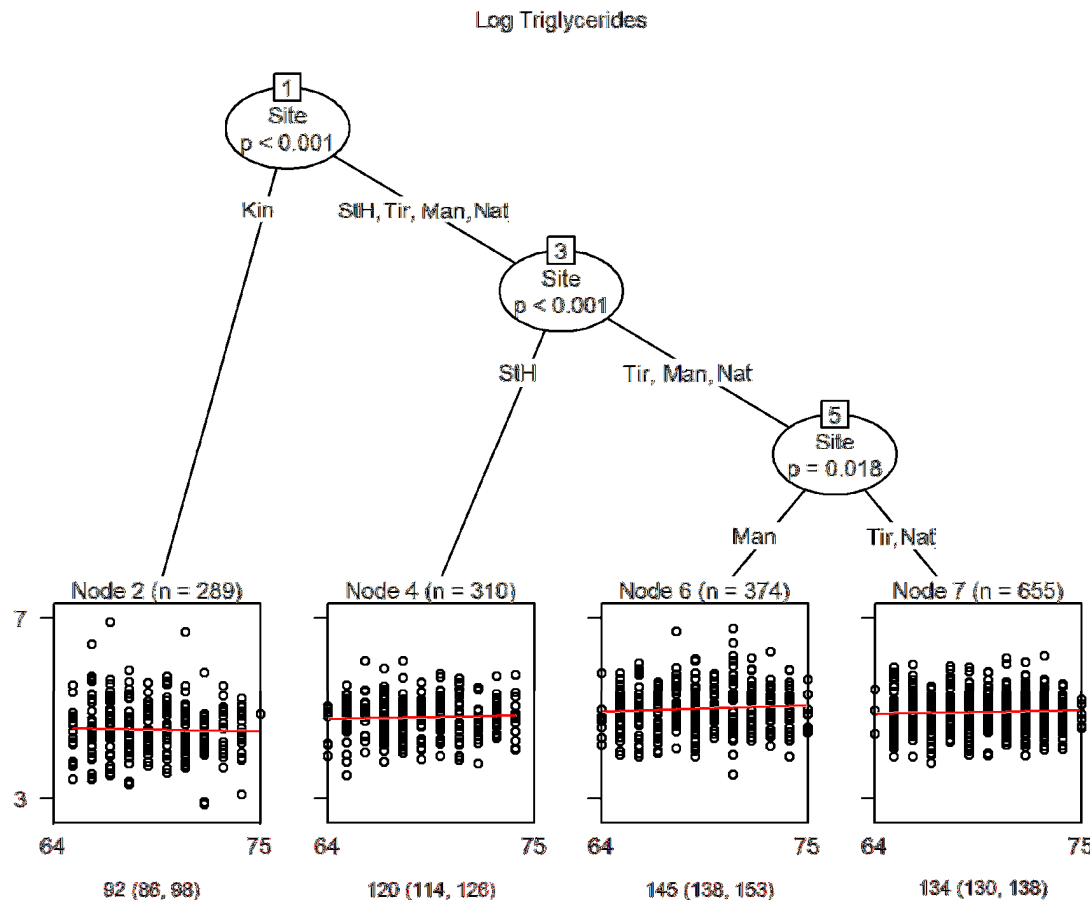 Log Triglycerides
1
Site
p < 0.001
Kin
StH, Tir, Man, Nat
3
Site
p < 0.001
StH
Tir, Man, Nat
5
Site
p = 0.018
Man
Tir, Nat
Node 2 (n = 289)
Node 4 (n = 310)
Node 6 (n = 374)
Node 7 (n = 655)
7
3
64 75
64 75
64 75
64 75
92 (86, 98)
120 (114, 126)
145 (138, 153)
134 (130, 138)